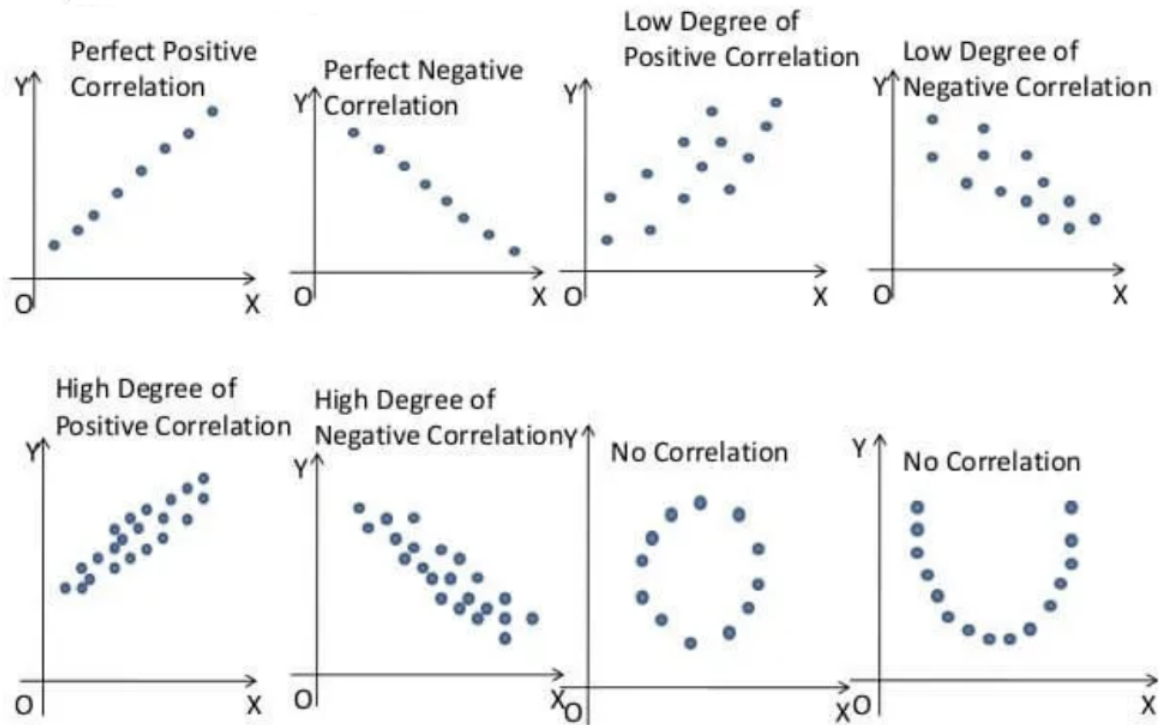 Perfect Positive
Correlation
Y
O
X
Perfect Negative
Correlation
Y
O
X
Low Degree of
Positive Correlation
Y
O
X
Low Degree of
Negative Correlation
Y
O
X
High Degree of
Positive Correlation
Y
O
X
High Degree of
Negative Correlation
Y
O
X
No Correlation
Y
O
X
No Correlation
Y
O
X